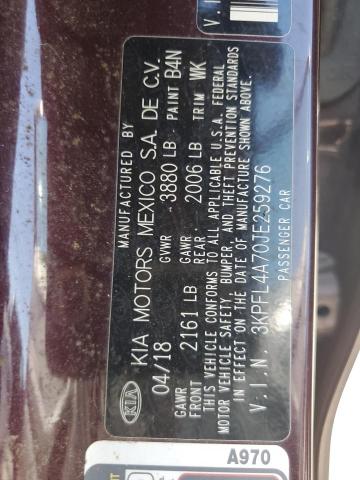 MANUFACTURED BY
KIA KIA MOTORS MEXICO S.A. DE C.V.
04/18 GVWR 3880 LB PAINT B4N
GAWR FRONT 2161 LB GAWR REAR 2006 LB TRIM WK
THIS VEHICLE CONFORMS TO ALL APPLICABLE U.S.A. FEDERAL
MOTOR VEHICLE SAFETY, BUMPER, AND THEFT PREVENTION STANDARDS
IN EFFECT ON THE DATE OF MANUFACTURE SHOWN ABOVE.
V.I.N. 3KPFL4A70JE259276
PASSENGER CAR
V.I
A970